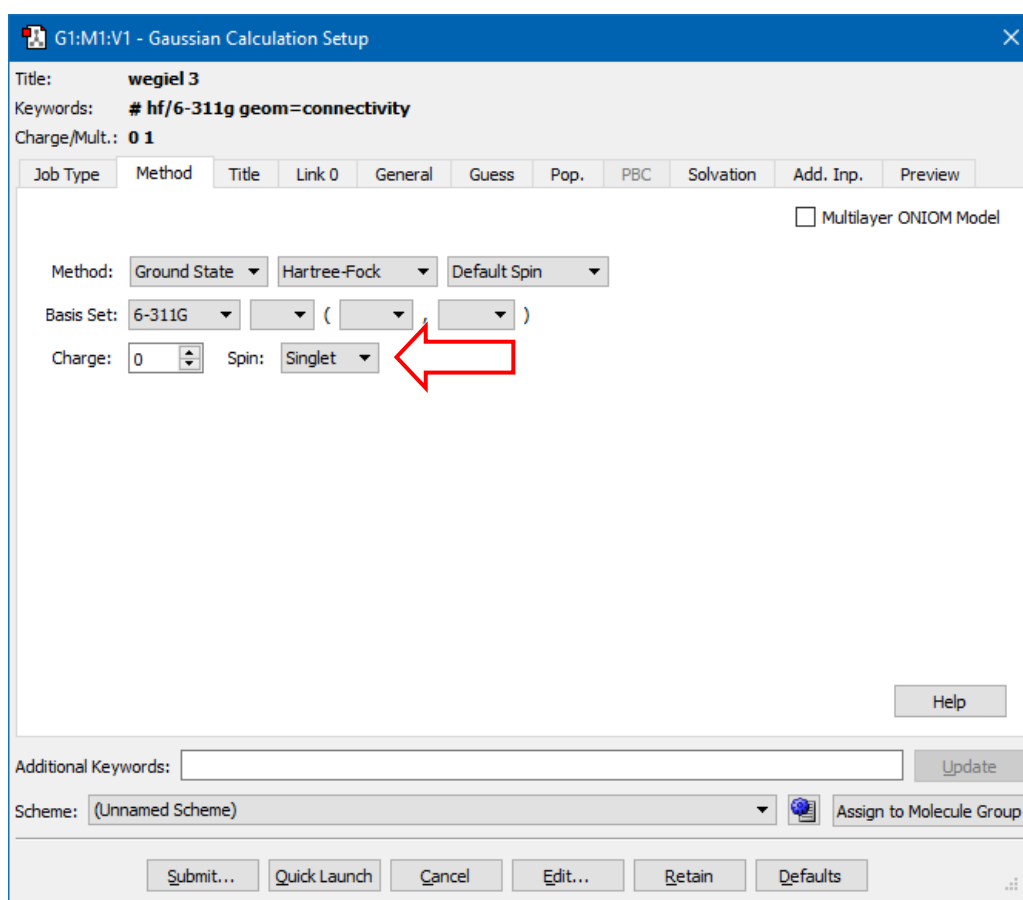 G1:M1:V1 - Gaussian Calculation Setup
Title: wegiel 3
Keywords: # hf/6-311g geom=connectivity
Charge/Mult.: 0 1
Job Type Method Title Link 0 General Guess Pop. PBC Solvation Add. Inp. Preview
Multilayer ONIOM Model
Method: Ground State Hartree-Fock Default Spin
Basis Set: 6-311G ( , )
Charge: 0 Spin: Singlet
Help
Additional Keywords: Update
Scheme: (Unnamed Scheme) Assign to Molecule Group
Submit... Quick Launch Cancel Edit... Retain Defaults